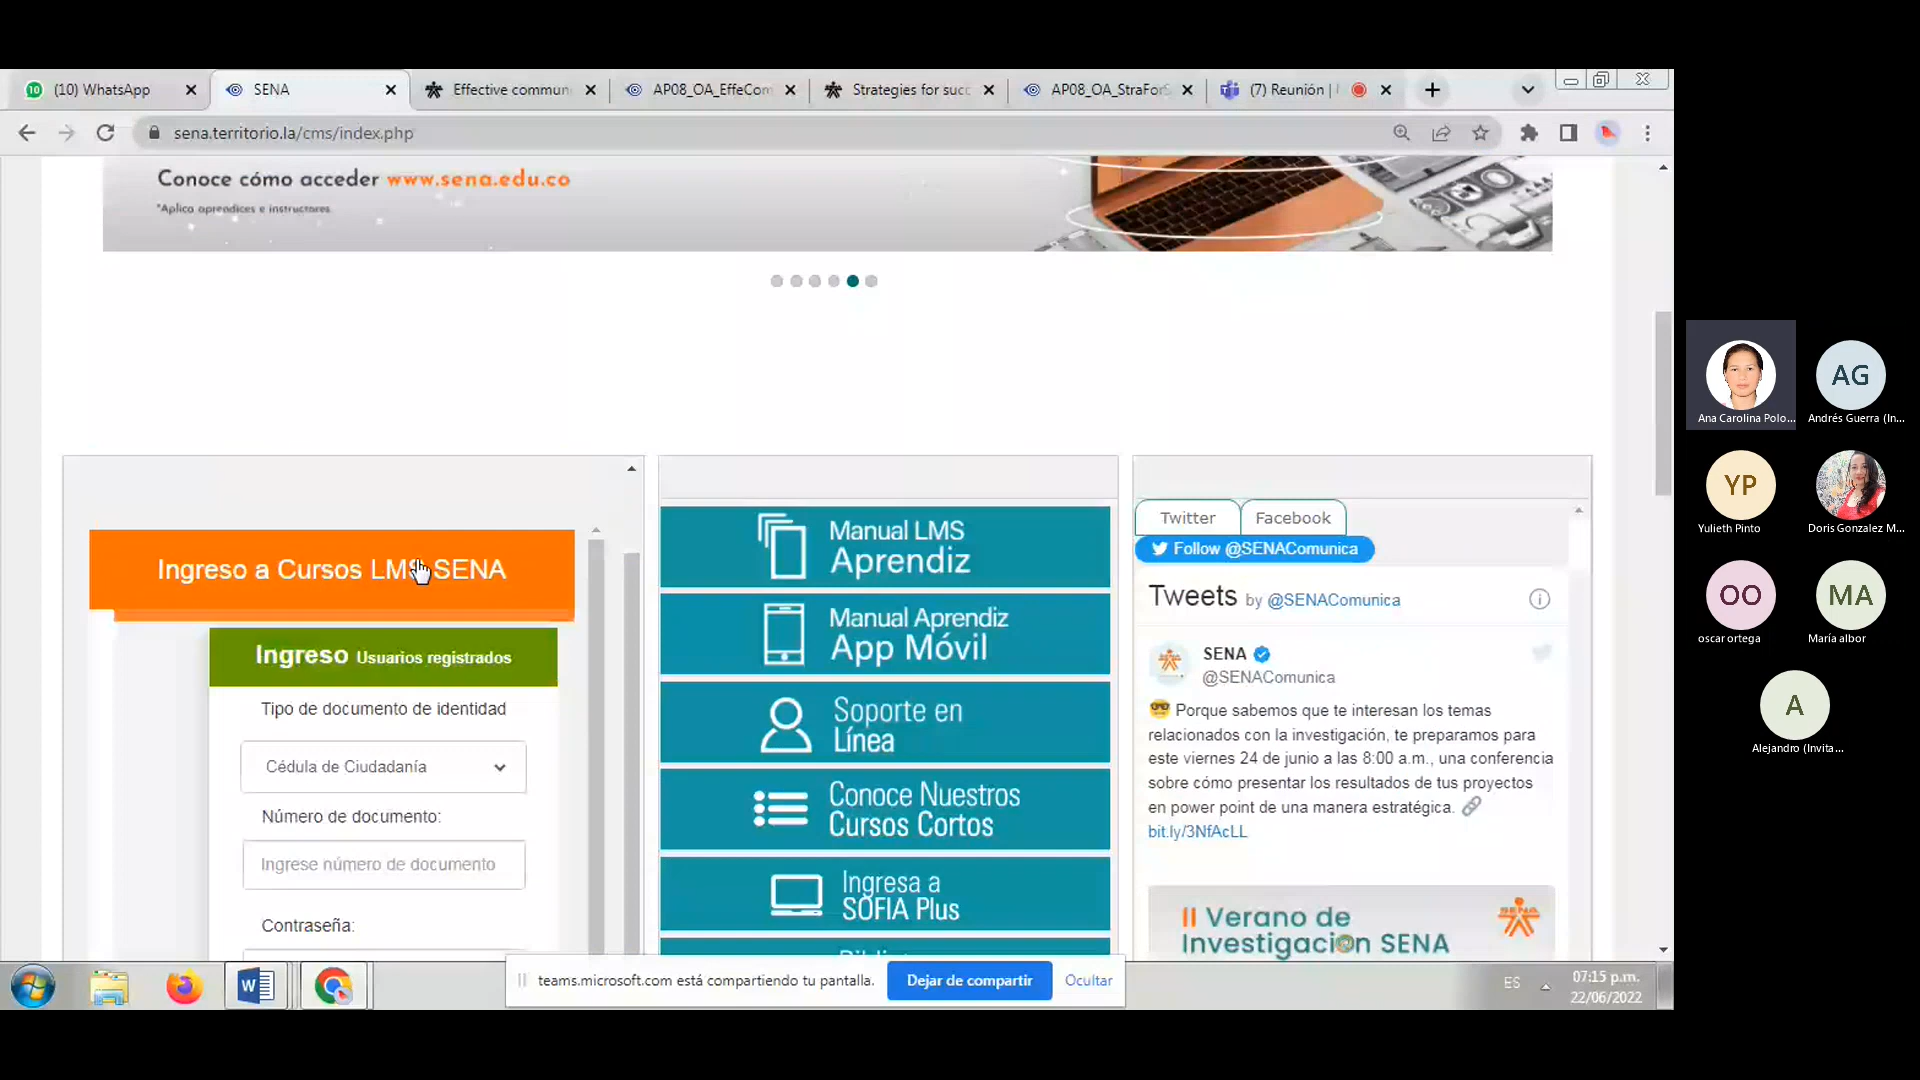 (10) WhatsApp
SENA
Effective commun
AP08_OA_EffeCom
Strategies for succ
AP08_OA_StraForS
(7) Reunión |
sena.territorio.la/cms/index.php
Conoce cómo acceder www.sena.edu.co
*Aplica aprendices e instructores.
Ingreso a Cursos LMS SENA
Ingreso Usuarios registrados
Tipo de documento de identidad
Cédula de Ciudadanía
Número de documento:
Ingrese número de documento
Contraseña:
Manual LMS
Aprendiz
Manual Aprendiz
App Móvil
Soporte en
Línea
Conoce Nuestros
Cursos Cortos
Ingresa a
SOFIA Plus
Twitter
Facebook
Follow @SENAComunica
Tweets by @SENAComunica
SENA
@SENAComunica
Porque sabemos que te interesan los temas
relacionados con la investigación, te preparamos para
este viernes 24 de junio a las 8:00 a.m., una conferencia
sobre cómo presentar los resultados de tus proyectos
en power point de una manera estratégica.
bit.ly/3NfAcLL
II Verano de
Investigación SENA
SENA
teams.microsoft.com está compartiendo tu pantalla.
Dejar de compartir
Ocultar
ES
07:15 p.m.
22/06/2022
Ana Carolina Polo...
AG
Andrés Guerra (In...
YP
Yulieth Pinto
Doris Gonzalez M...
OO
oscar ortega
MA
María albor
A
Alejandro (Invita...